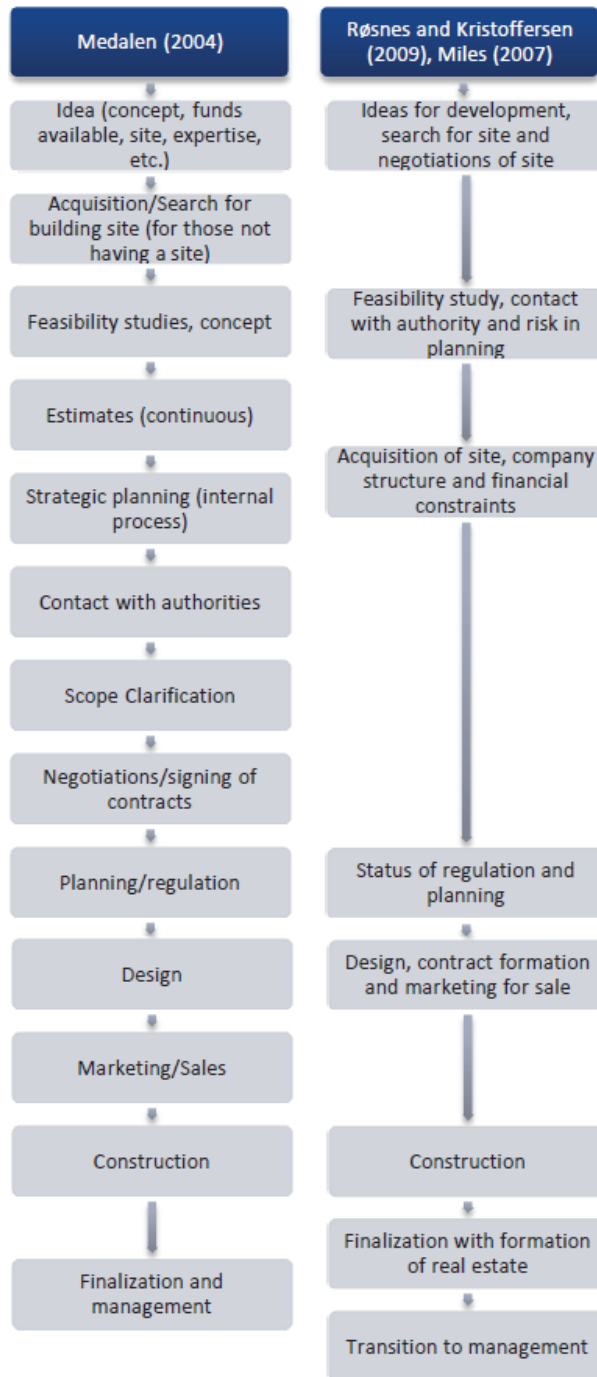 Medalen (2004)
Idea (concept, funds
available, site, expertise,
etc.)
Acquisition/Search for
building site (for those not
having a site)
Feasibility studies, concept
Estimates (continuous)
Strategic planning (internal
process)
Contact with authorities
Scope Clarification
Negotiations/signing of
contracts
Planning/regulation
Design
Marketing/Sales
Construction
Finalization and
management
Røsnes and Kristoffersen
(2009), Miles (2007)
Ideas for development,
search for site and
negotiations of site
Feasibility study, contact
with authority and risk in
planning
Acquisition of site, company
structure and financial
constraints
Status of regulation and
planning
Design, contract formation
and marketing for sale
Construction
Finalization with formation
of real estate
Transition to management